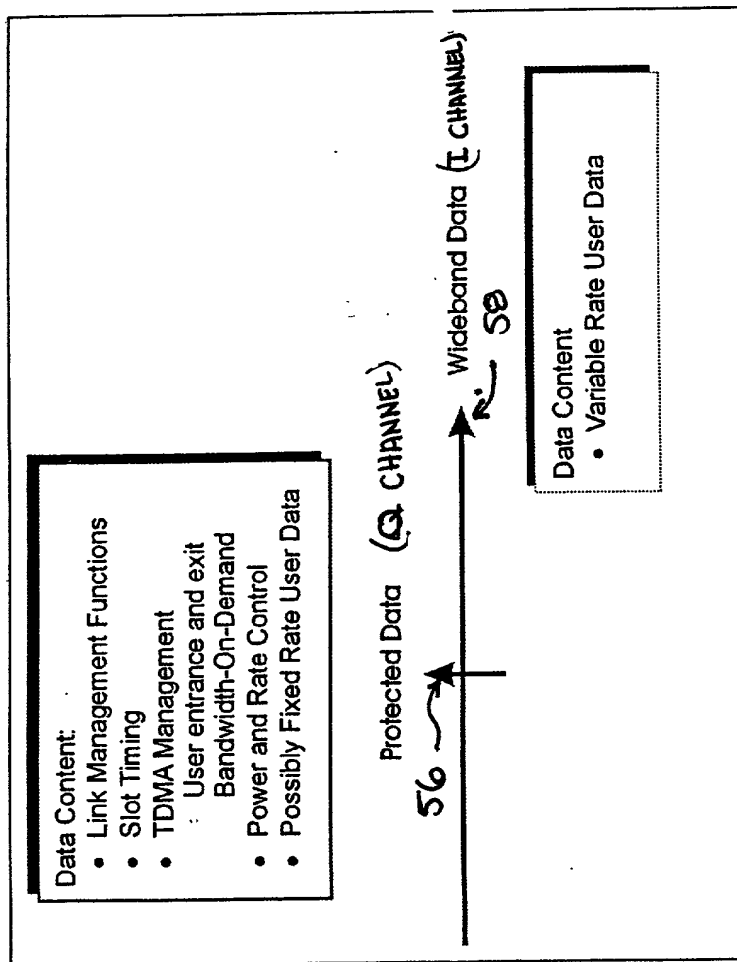 Data Content:
• Link Management Functions
• Slot Timing
• TDMA Management
: User entrance and exit
Bandwidth-On-Demand
• Power and Rate Control
• Possibly Fixed Rate User Data
Protected Data (Q CHANNEL)
56
Wideband Data (I CHANNEL)
58
Data Content
• Variable Rate User Data